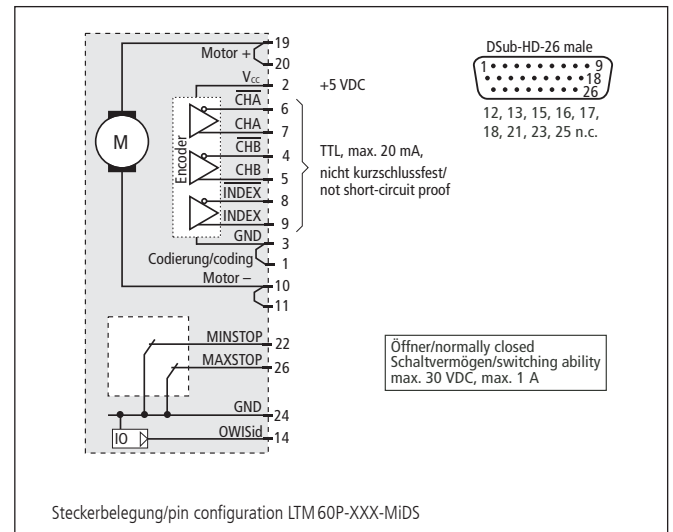 Motor + 19
20
V꜀꜀ 2 +5 VDC
C̅H̅A̅ 6
CHA 7
C̅H̅B̅ 4
CHB 5
I̅N̅D̅E̅X̅ 8
INDEX 9
GND 3
Codierung/coding 1
Motor – 10
11
M
Encoder
TTL, max. 20 mA,
nicht kurzschlussfest/
not short-circuit proof
DSub-HD-26 male
1 9
18
26
12, 13, 15, 16, 17,
18, 21, 23, 25 n.c.
MINSTOP 22
MAXSTOP 26
GND 24
IO OWISid 14
Öffner/normally closed
Schaltvermögen/switching ability
max. 30 VDC, max. 1 A
Steckerbelegung/pin configuration LTM 60P-XXX-MiDS